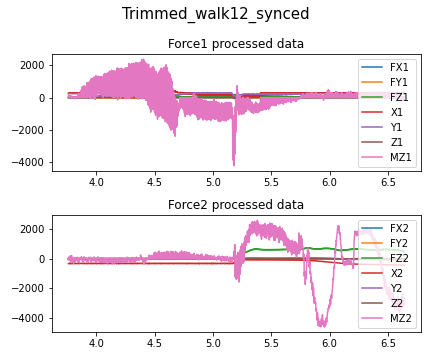 Trimmed_walk12_synced
Force1 processed data
2000
0
−2000
−4000
FX1
FY1
FZ1
X1
Y1
Z1
MZ1
4.0 4.5 5.0 5.5 6.0 6.5
Force2 processed data
2000
0
−2000
−4000
FX2
FY2
FZ2
X2
Y2
Z2
MZ2
4.0 4.5 5.0 5.5 6.0 6.5